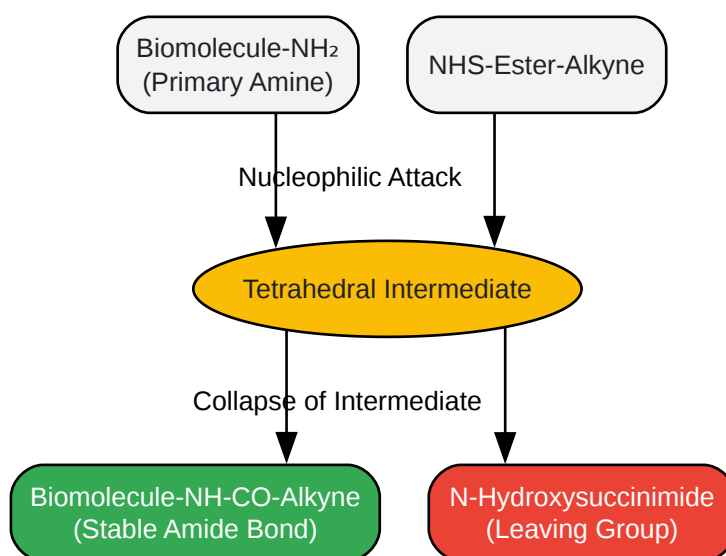 Biomolecule-NH₂
(Primary Amine)
NHS-Ester-Alkyne
Nucleophilic Attack
Tetrahedral Intermediate
Collapse of Intermediate
Biomolecule-NH-CO-Alkyne
(Stable Amide Bond)
N-Hydroxysuccinimide
(Leaving Group)